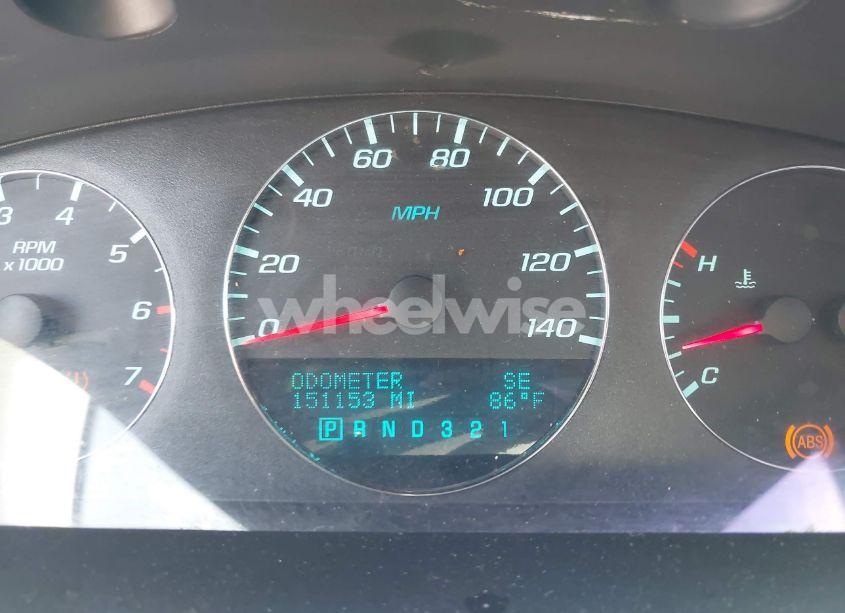 60 80
40 100
MPH
3 4 5 6 7
RPM
x1000
20 120
0 140
wheelwise
H
C
ODOMETER SE
151153 MI 86°F
P R N D 3 2 1
ABS